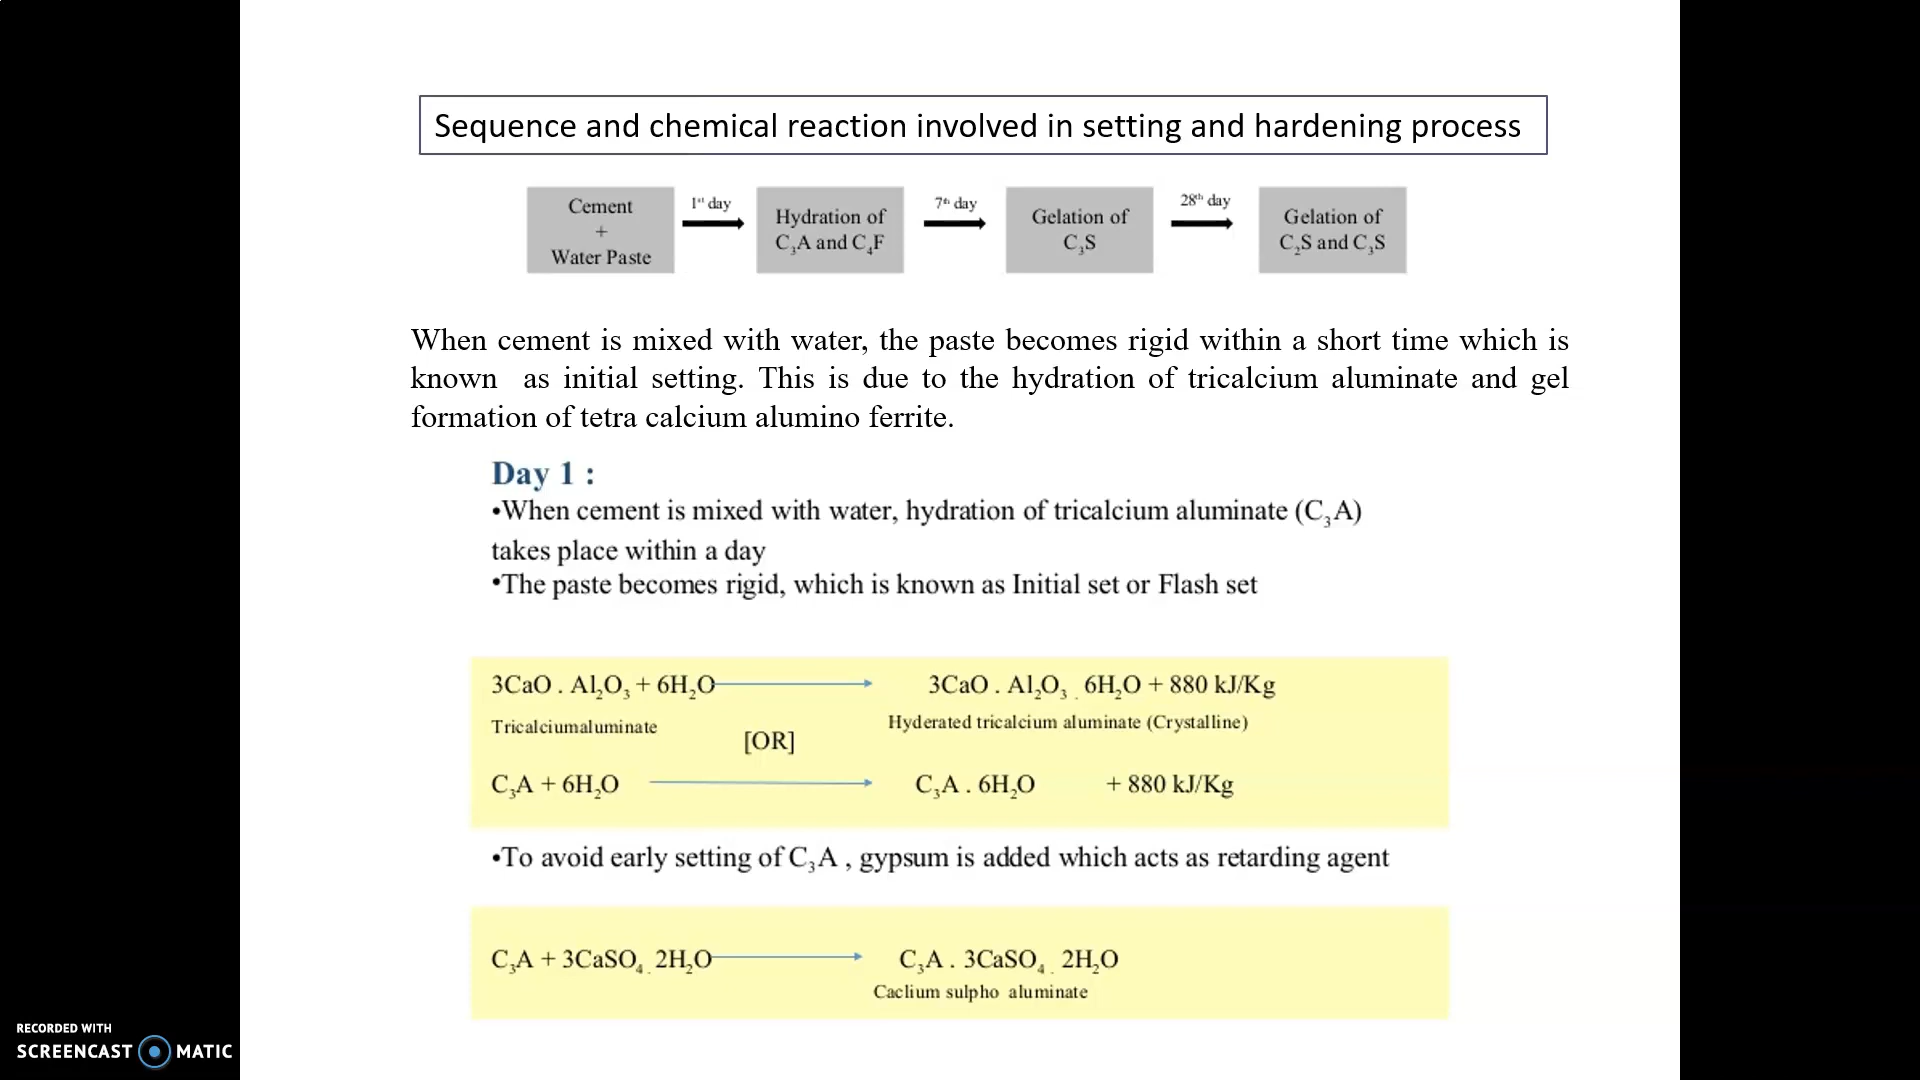 Sequence and chemical reaction involved in setting and hardening process
Cement
+
Water Paste
1st day
Hydration of
C₃A and C₄F
7th day
Gelation of
C₃S
28th day
Gelation of
C₂S and C₃S
When cement is mixed with water, the paste becomes rigid within a short time which is
known as initial setting. This is due to the hydration of tricalcium aluminate and gel
formation of tetra calcium alumino ferrite.
Day 1 :
•When cement is mixed with water, hydration of tricalcium aluminate (C₃A)
takes place within a day
•The paste becomes rigid, which is known as Initial set or Flash set
3CaO . Al₂O₃ + 6H₂O 3CaO . Al₂O₃ . 6H₂O + 880 kJ/Kg
Tricalciumaluminate Hyderated tricalcium aluminate (Crystalline)
[OR]
C₃A + 6H₂O C₃A . 6H₂O + 880 kJ/Kg
•To avoid early setting of C₃A , gypsum is added which acts as retarding agent
C₃A + 3CaSO₄ . 2H₂O C₃A . 3CaSO₄ . 2H₂O
Caclium sulpho aluminate
RECORDED WITH
SCREENCAST MATIC